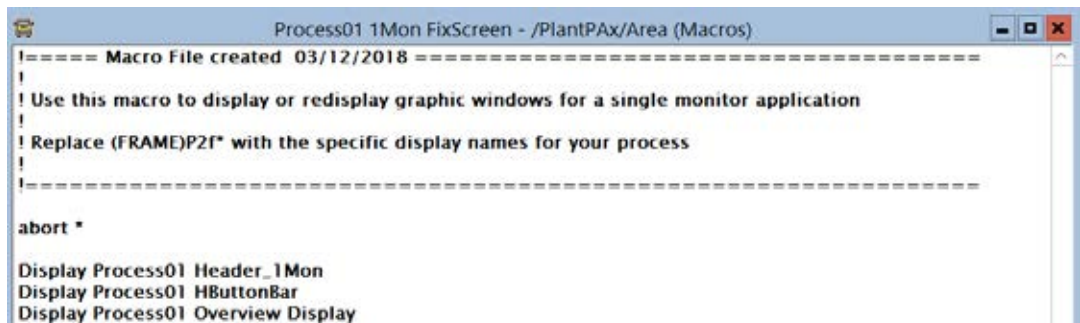 Process01 1Mon FixScreen - /PlantPAx/Area (Macros)
!===== Macro File created 03/12/2018 =======================================
!
! Use this macro to display or redisplay graphic windows for a single monitor application
!
! Replace (FRAME)P2f* with the specific display names for your process
!
!==================================================================
abort *
Display Process01 Header_1Mon
Display Process01 HButtonBar
Display Process01 Overview Display